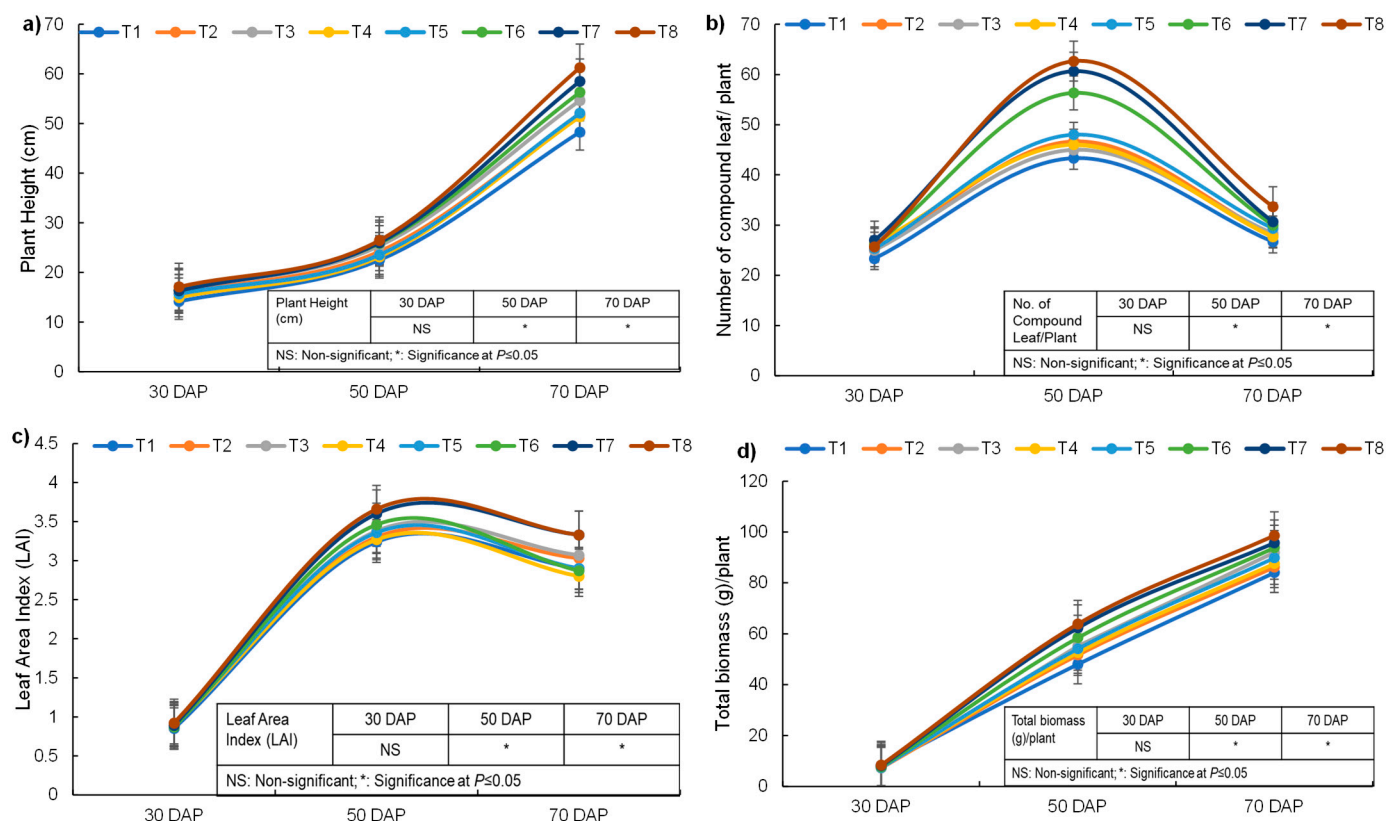 a)
T1 T2 T3 T4 T5 T6 T7 T8
70
60
50
40
30
20
10
0
Plant Height (cm)
30 DAP 50 DAP 70 DAP
Plant Height (cm) 30 DAP 50 DAP 70 DAP
NS * *
NS: Non-significant; *: Significance at P≤0.05
b)
T1 T2 T3 T4 T5 T6 T7 T8
70
60
50
40
30
20
10
0
Number of compound leaf/ plant
30 DAP 50 DAP 70 DAP
No. of Compound Leaf/Plant 30 DAP 50 DAP 70 DAP
NS * *
NS: Non-significant; *: Significance at P≤0.05
c)
T1 T2 T3 T4 T5 T6 T7 T8
4.5
4
3.5
3
2.5
2
1.5
1
0.5
0
Leaf Area Index (LAI)
30 DAP 50 DAP 70 DAP
Leaf Area Index (LAI) 30 DAP 50 DAP 70 DAP
NS * *
NS: Non-significant; *: Significance at P≤0.05
d)
T1 T2 T3 T4 T5 T6 T7 T8
120
100
80
60
40
20
0
Total biomass (g)/plant
30 DAP 50 DAP 70 DAP
Total biomass (g)/plant 30 DAP 50 DAP 70 DAP
NS * *
NS: Non-significant; *: Significance at P≤0.05